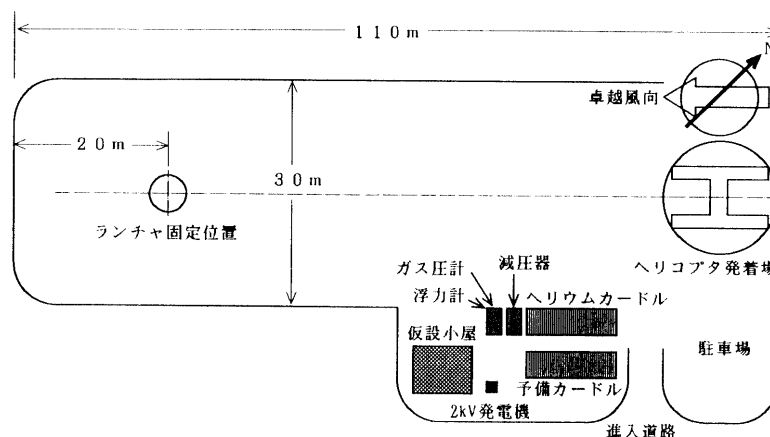 110m
N
卓越風向
20m
30m
ランチャ固定位置
ガス圧計
減圧器
ヘリコプタ発着場
浮力計
ヘリウムカードル
仮設小屋
駐車場
予備カードル
2kV発電機
進入道路